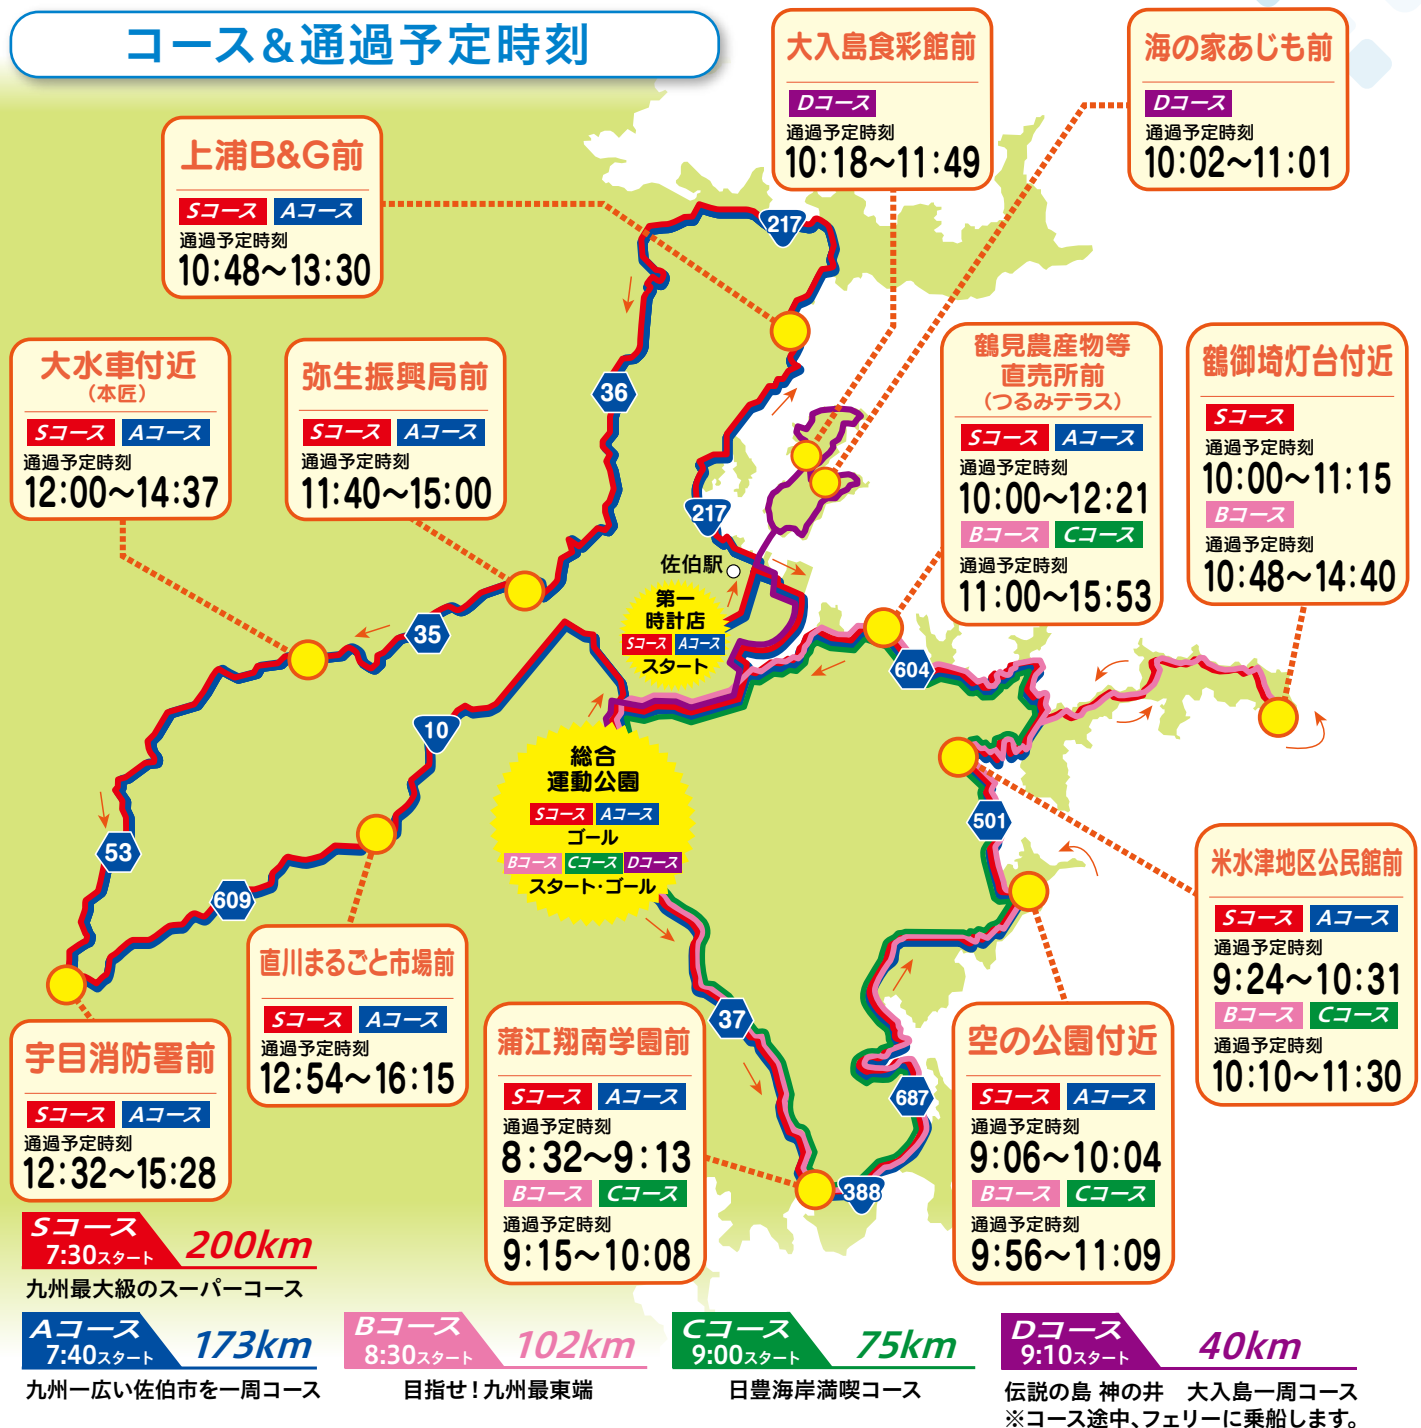 コース&通過予定時刻
大入島食彩館前
Dコース
通過予定時刻
10:18～11:49
海の家あじも前
Dコース
通過予定時刻
10:02～11:01
上浦B&G前
Sコース Aコース
通過予定時刻
10:48～13:30
217
36
大水車付近
(本匠)
Sコース Aコース
通過予定時刻
12:00～14:37
弥生振興局前
Sコース Aコース
通過予定時刻
11:40～15:00
鶴見農産物等
直売所前
(つるみテラス)
Sコース Aコース
通過予定時刻
10:00～12:21
Bコース Cコース
通過予定時刻
11:00～15:53
鶴御埼灯台付近
Sコース
通過予定時刻
10:00～11:15
Bコース
通過予定時刻
10:48～14:40
217
佐伯駅
第一
時計店
Sコース Aコース
スタート
35
604
10
総合
運動公園
Sコース Aコース
ゴール
Bコース Cコース Dコース
スタート・ゴール
501
53
609
米水津地区公民館前
Sコース Aコース
通過予定時刻
9:24～10:31
Bコース Cコース
通過予定時刻
10:10～11:30
直川まるごと市場前
Sコース Aコース
通過予定時刻
12:54～16:15
37
687
388
宇目消防署前
Sコース Aコース
通過予定時刻
12:32～15:28
蒲江翔南学園前
Sコース Aコース
通過予定時刻
8:32～9:13
Bコース Cコース
通過予定時刻
9:15～10:08
空の公園付近
Sコース Aコース
通過予定時刻
9:06～10:04
Bコース Cコース
通過予定時刻
9:56～11:09
Sコース
7:30スタート 200km
九州最大級のスーパーコース
Aコース
7:40スタート 173km
九州一広い佐伯市を一周コース
Bコース
8:30スタート 102km
目指せ!九州最東端
Cコース
9:00スタート 75km
日豊海岸満喫コース
Dコース
9:10スタート 40km
伝説の島 神の井 大入島一周コース
※コース途中、フェリーに乗船します。